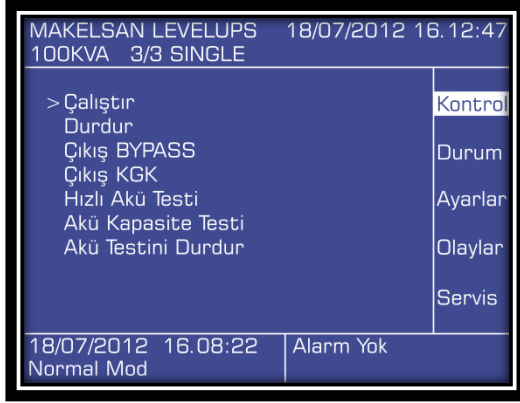 MAKELSAN LEVELUPS 18/07/2012 16.12:47
100KVA 3/3 SINGLE
>Çalıştır
Durdur
Çıkış BYPASS
Çıkış KGK
Hızlı Akü Testi
Akü Kapasite Testi
Akü Testini Durdur
Kontrol
Durum
Ayarlar
Olaylar
Servis
18/07/2012 16.08:22
Normal Mod
Alarm Yok